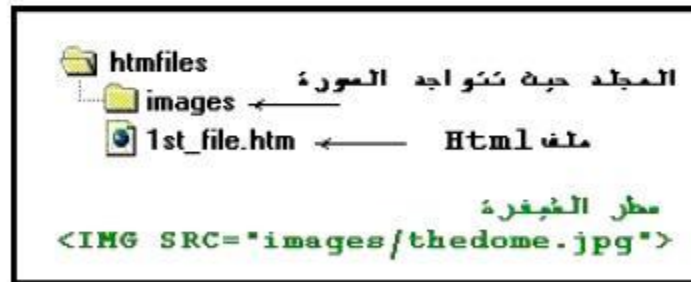 htmfiles
images المجلد حيث تتواجد الصورة
1st_file.htm ملف Html
سطر الشيفرة
<IMG SRC="images/thedome.jpg">